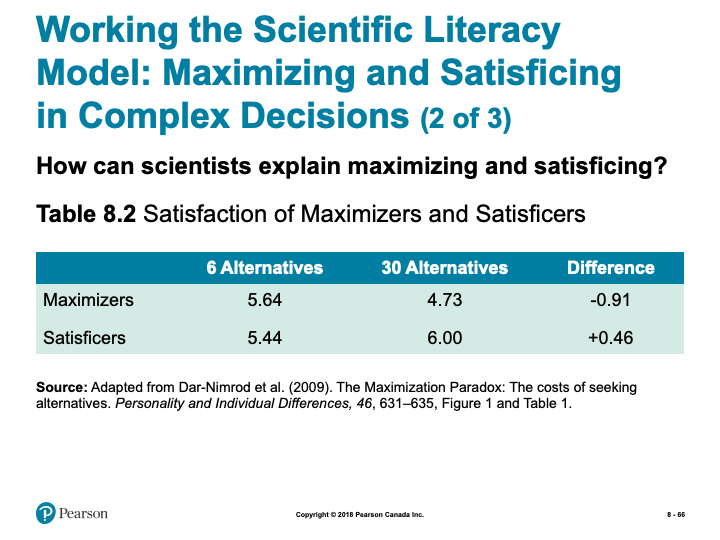 Working the Scientific Literacy
Model: Maximizing and Satisficing
in Complex Decisions (2 of 3)
How can scientists explain maximizing and satisficing?
Table 8.2 Satisfaction of Maximizers and Satisficers
6 Alternatives 30 Alternatives Difference
Maximizers 5.64 4.73 -0.91
Satisficers 5.44 6.00 +0.46
Source: Adapted from Dar-Nimrod et al. (2009). The Maximization Paradox: The costs of seeking
alternatives. Personality and Individual Differences, 46, 631–635, Figure 1 and Table 1.
P Pearson
Copyright © 2018 Pearson Canada Inc.
8 - 66